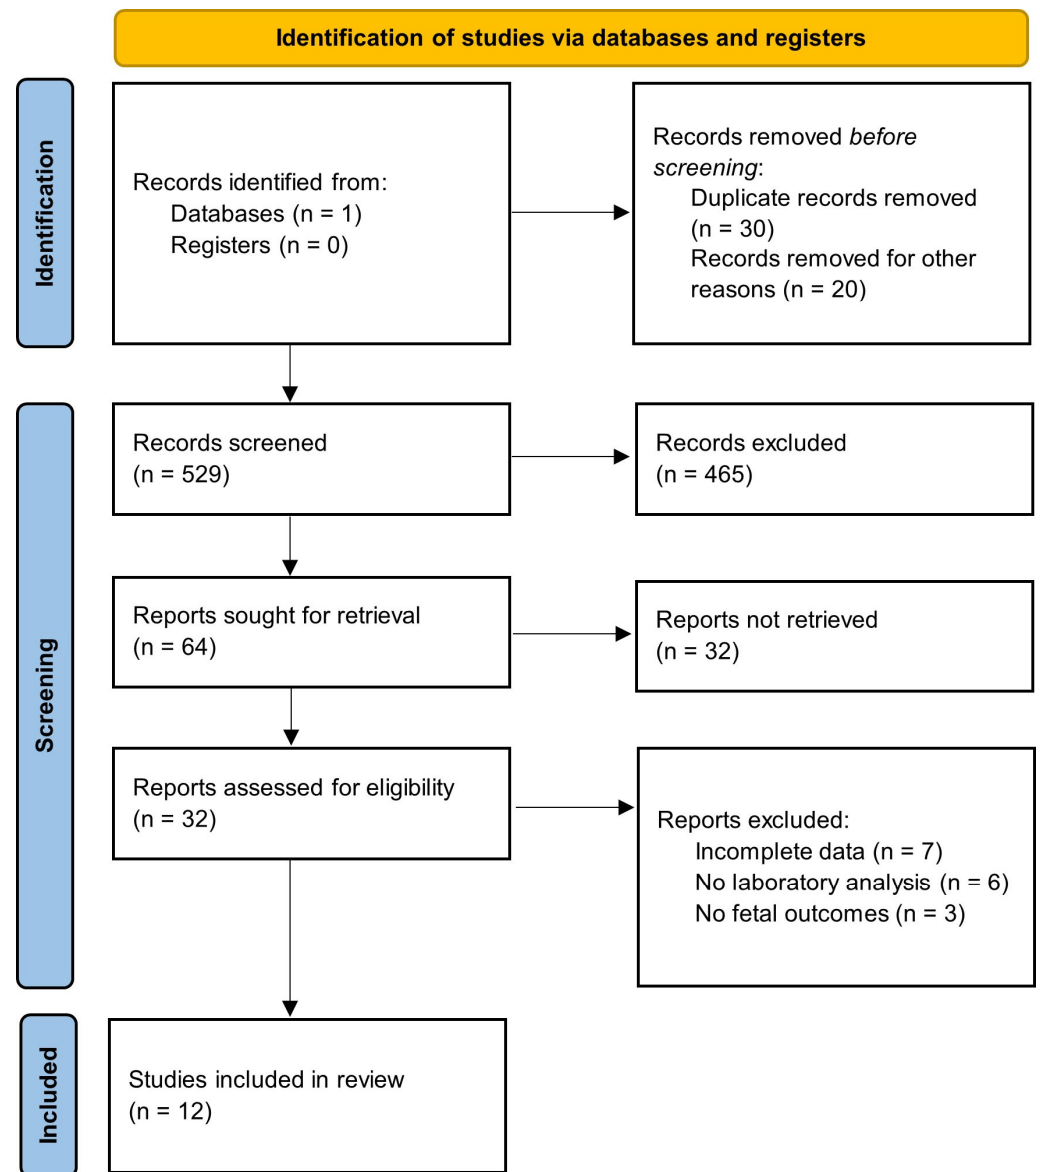 Identification of studies via databases and registers
Identification
Records identified from:
Databases (n = 1)
Registers (n = 0)
Records removed before
screening:
Duplicate records removed
(n = 30)
Records removed for other
reasons (n = 20)
Screening
Records screened
(n = 529)
Records excluded
(n = 465)
Reports sought for retrieval
(n = 64)
Reports not retrieved
(n = 32)
Reports assessed for eligibility
(n = 32)
Reports excluded:
Incomplete data (n = 7)
No laboratory analysis (n = 6)
No fetal outcomes (n = 3)
Included
Studies included in review
(n = 12)